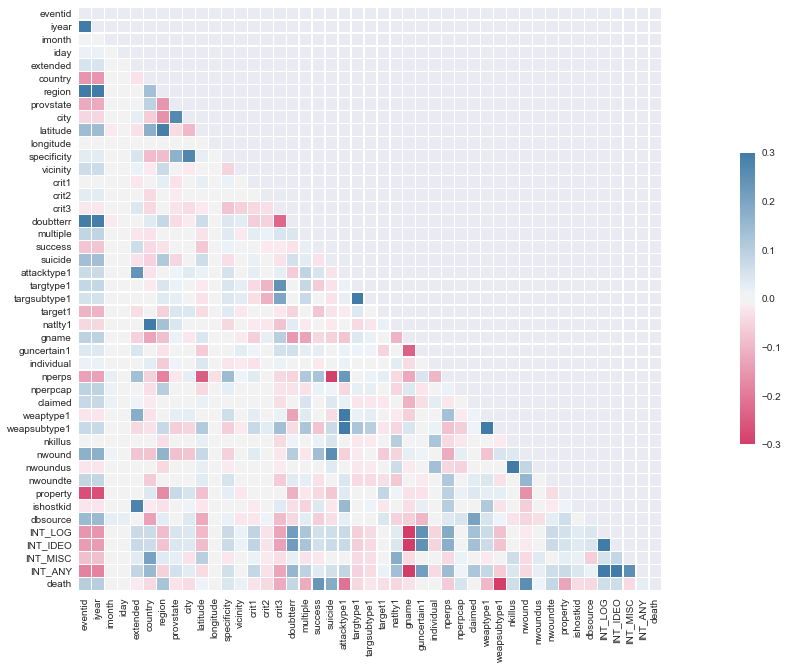 eventid
iyear
imonth
iday
extended
country
region
provstate
city
latitude
longitude
specificity
vicinity
crit1
crit2
crit3
doubtterr
multiple
success
suicide
attacktype1
targtype1
targsubtype1
target1
natlty1
gname
guncertain1
individual
nperps
nperpcap
claimed
weaptype1
weapsubtype1
nkillus
nwound
nwoundus
nwoundte
property
ishostkid
dbsource
INT_LOG
INT_IDEO
INT_MISC
INT_ANY
death
eventid
iyear
imonth
iday
extended
country
region
provstate
city
latitude
longitude
specificity
vicinity
crit1
crit2
crit3
doubtterr
multiple
success
suicide
attacktype1
targtype1
targsubtype1
target1
natlty1
gname
guncertain1
individual
nperps
nperpcap
claimed
weaptype1
weapsubtype1
nkillus
nwound
nwoundus
nwoundte
property
ishostkid
dbsource
INT_LOG
INT_IDEO
INT_MISC
INT_ANY
death
0.3
0.2
0.1
0.0
−0.1
−0.2
−0.3